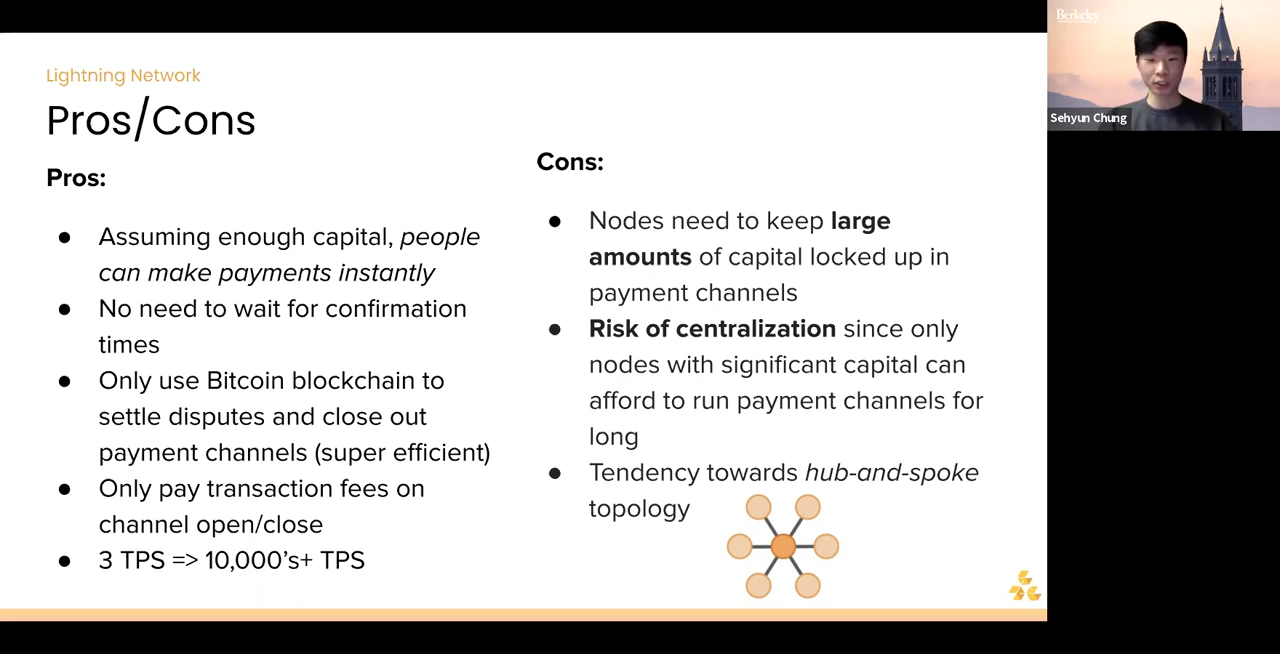 Lightning Network
Pros/Cons
Pros:
● Assuming enough capital, people
can make payments instantly
● No need to wait for confirmation
times
● Only use Bitcoin blockchain to
settle disputes and close out
payment channels (super efficient)
● Only pay transaction fees on
channel open/close
● 3 TPS => 10,000's+ TPS
Cons:
● Nodes need to keep large
amounts of capital locked up in
payment channels
● Risk of centralization since only
nodes with significant capital can
afford to run payment channels for
long
● Tendency towards hub-and-spoke
topology
Berkeley
Sehyun Chung